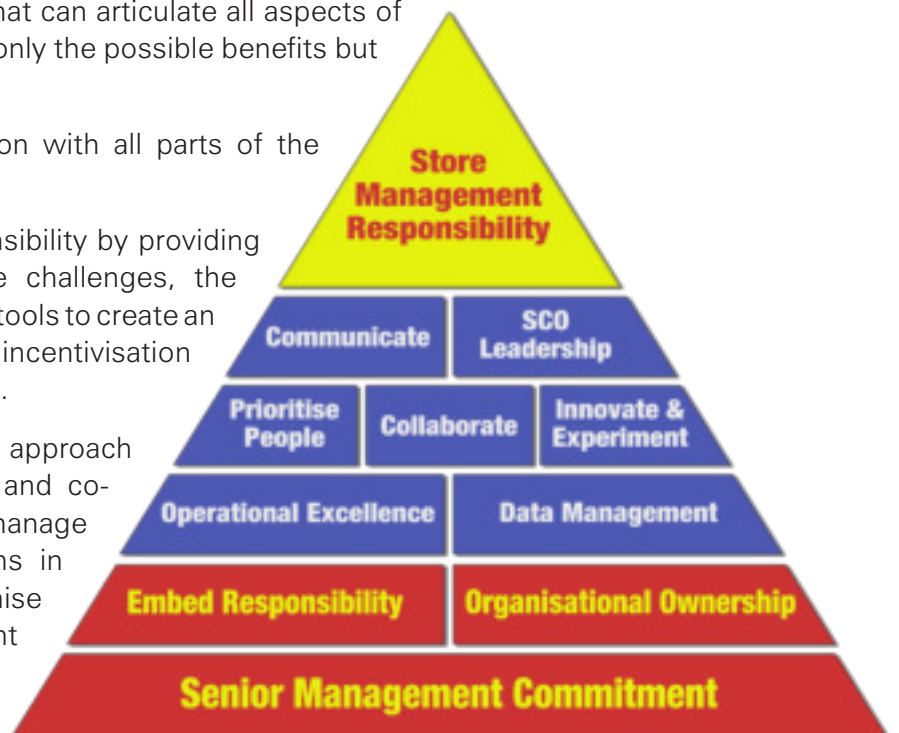 hat can articulate all aspects of
only the possible benefits but
on with all parts of the
nsibility by providing
e challenges, the
tools to create an
incentivisation
.
approach
and co-
nanage
ns in
nise
nt
Store
Management
Responsibility
Communicate
SCO
Leadership
Prioritise
People
Collaborate
Innovate &
Experiment
Operational Excellence
Data Management
Embed Responsibility
Organisational Ownership
Senior Management Commitment